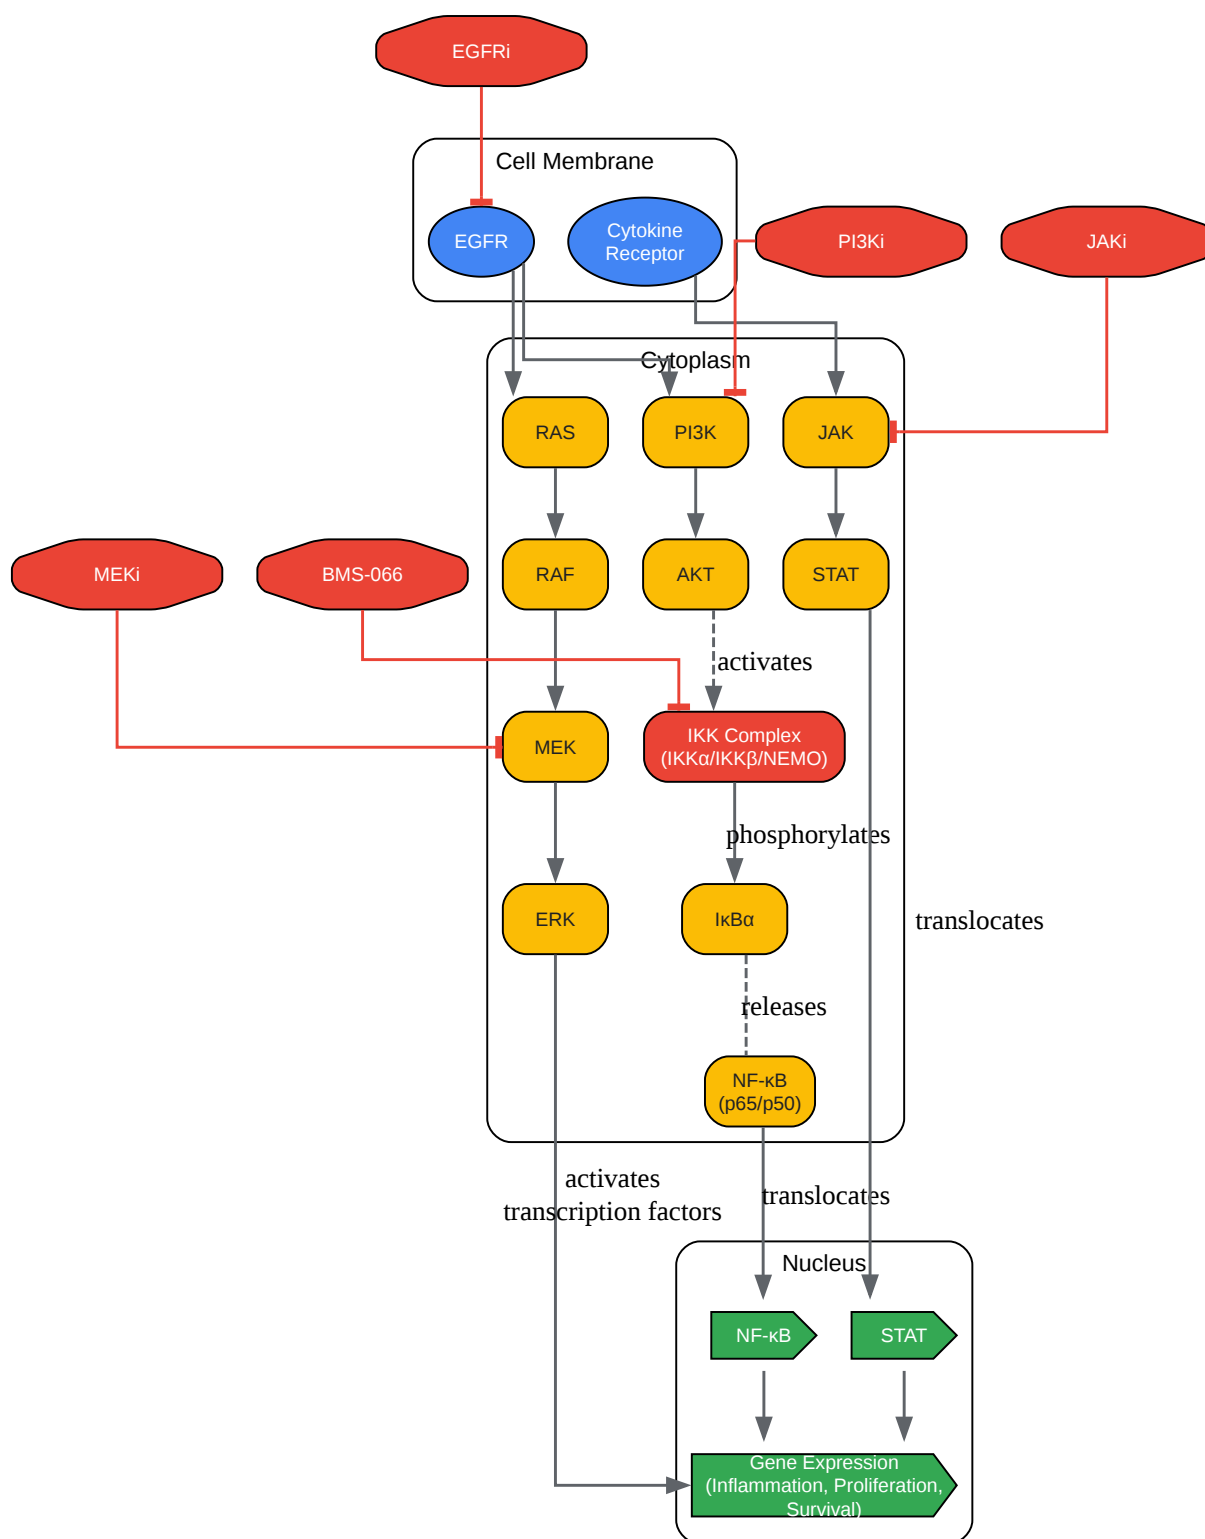 EGFRi
Cell Membrane
EGFR
Cytokine
Receptor
PI3Ki
JAKi
Cytoplasm
RAS
PI3K
JAK
MEKi
BMS-066
RAF
AKT
STAT
activates
MEK
IKK Complex
(IKKα/IKKβ/NEMO)
phosphorylates
ERK
IκBα
translocates
releases
NF-κB
(p65/p50)
activates
transcription factors
translocates
Nucleus
NF-κB
STAT
Gene Expression
(Inflammation, Proliferation,
Survival)